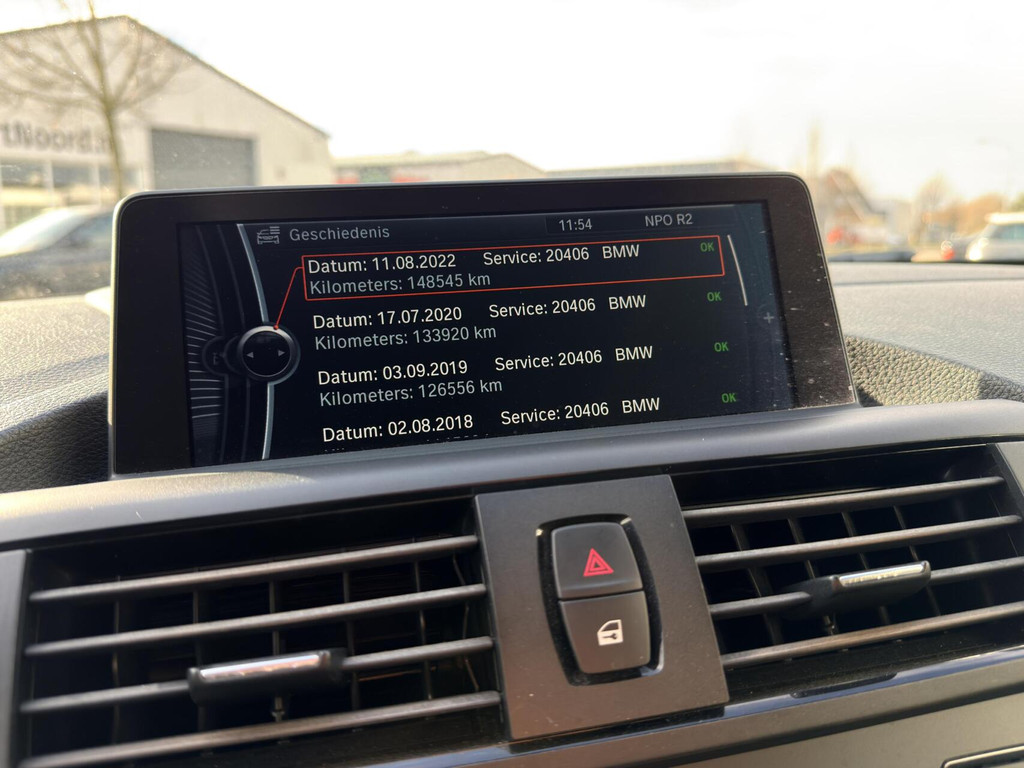 Geschiedenis 11:54 NPO R2
Datum: 11.08.2022 Service: 20406 BMW OK
Kilometers: 148545 km
Datum: 17.07.2020 Service: 20406 BMW OK
Kilometers: 133920 km
Datum: 03.09.2019 Service: 20406 BMW OK
Kilometers: 126556 km
Datum: 02.08.2018 Service: 20406 BMW OK